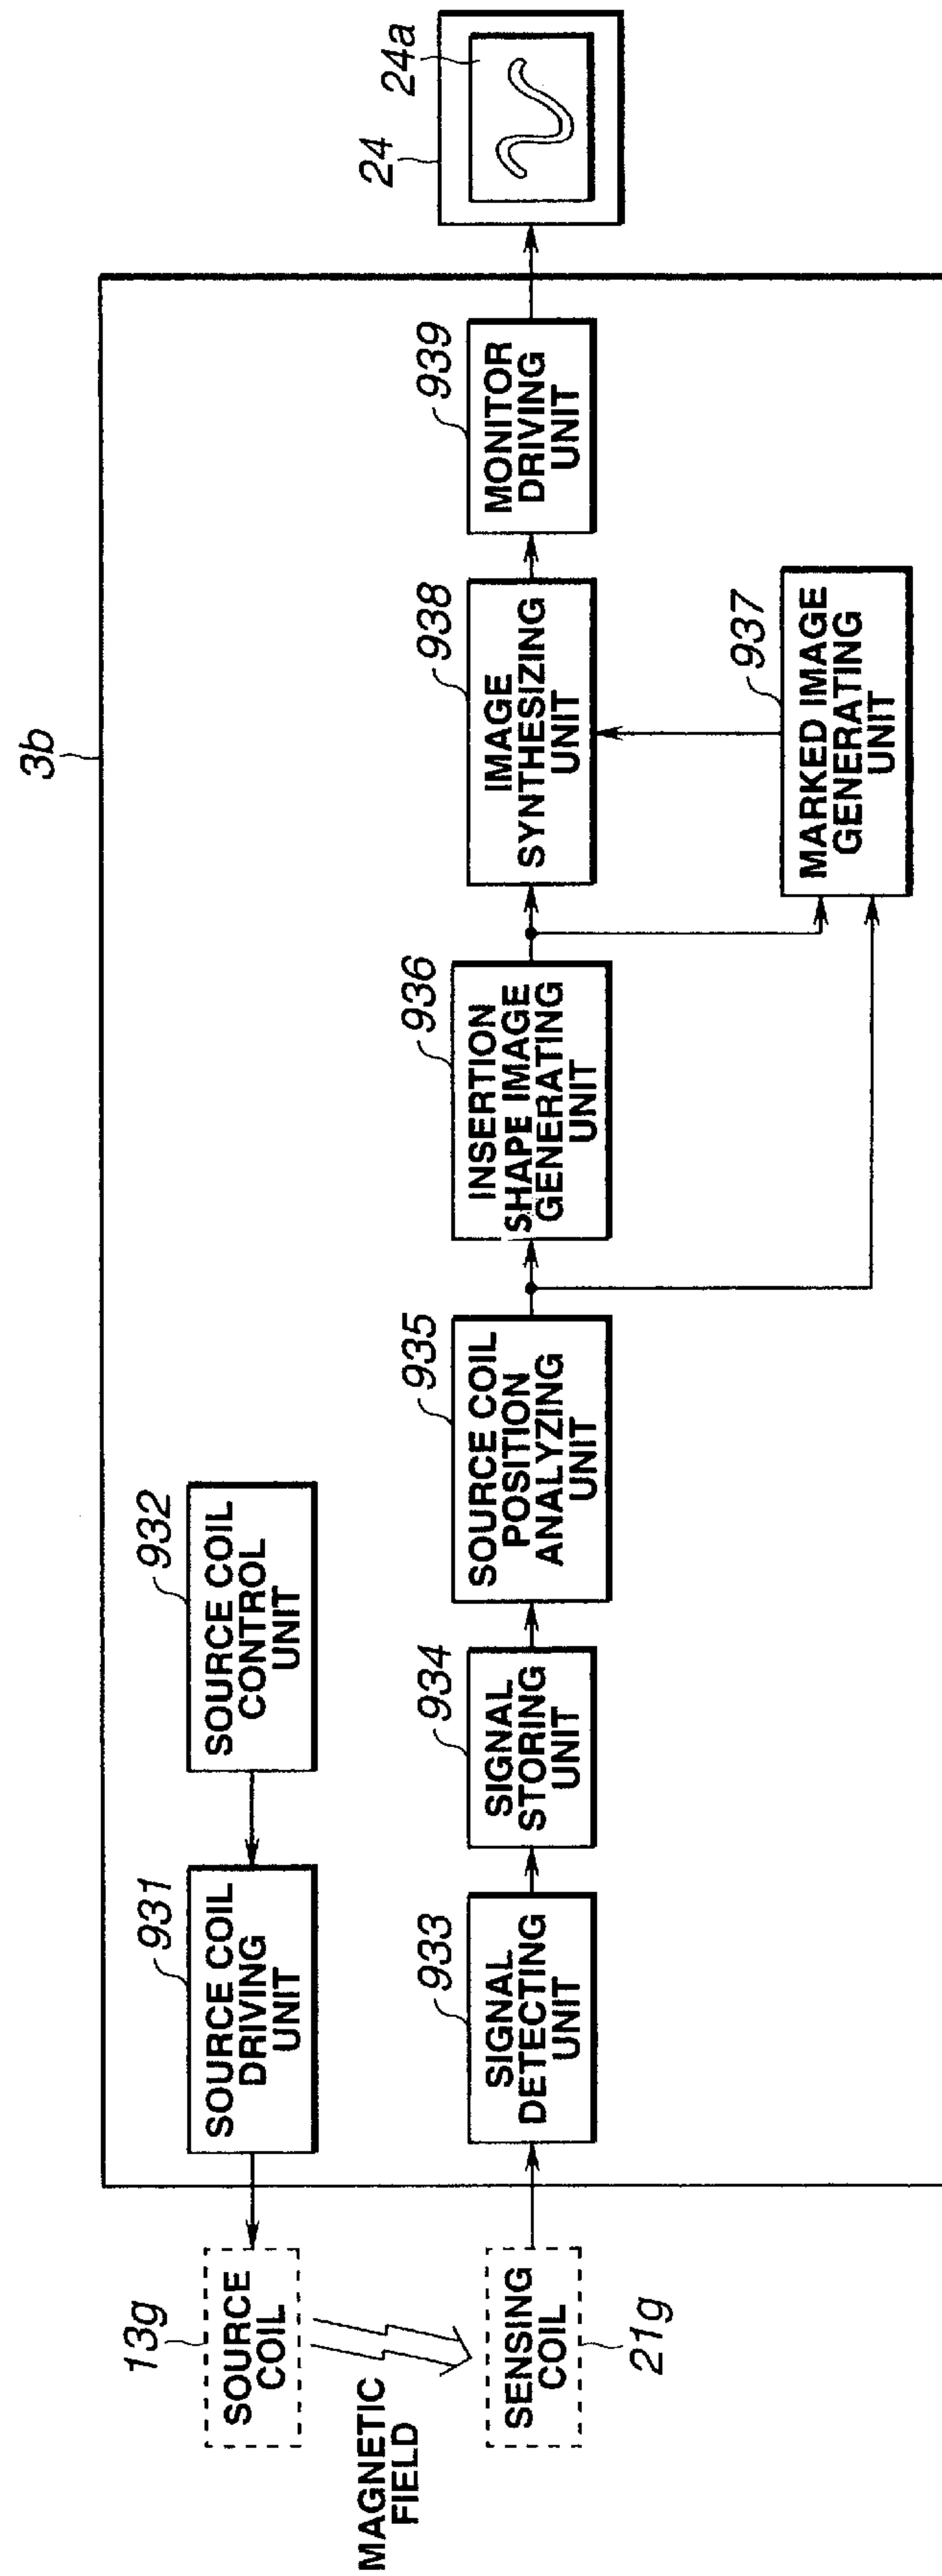 3b
24
24a
13g
SOURCE
COIL
931
SOURCE COIL
DRIVING
UNIT
932
SOURCE COIL
CONTROL
UNIT
MAGNETIC
FIELD
SENSING
COIL
21g
933
SIGNAL
DETECTING
UNIT
934
SIGNAL
STORING
UNIT
935
SOURCE COIL
POSITION
ANALYZING
UNIT
936
INSERTION
SHAPE IMAGE
GENERATING
UNIT
938
IMAGE
SYNTHESIZING
UNIT
939
MONITOR
DRIVING
UNIT
937
MARKED IMAGE
GENERATING
UNIT